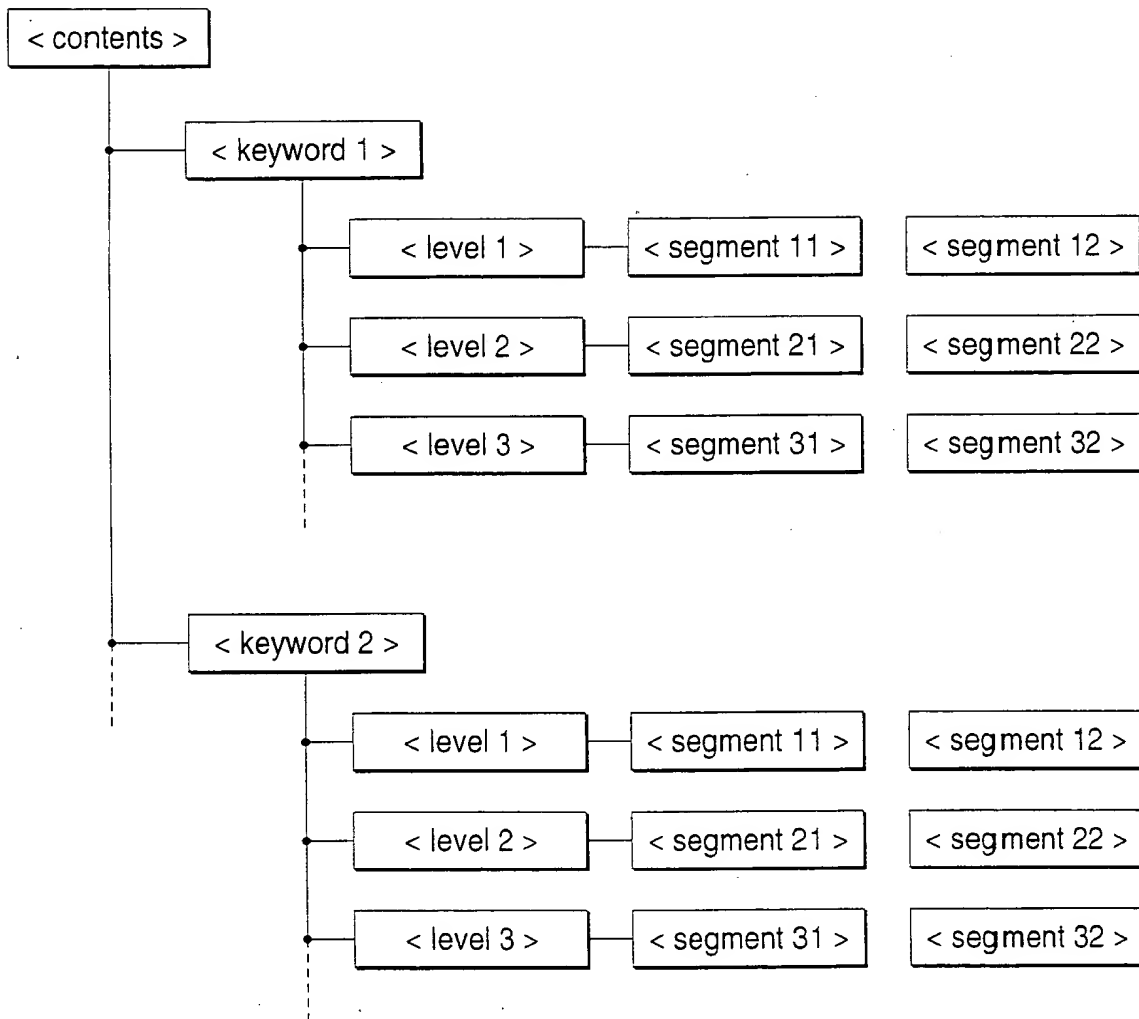 < contents >
< keyword 1 >
< level 1 > < segment 11 > < segment 12 >
< level 2 > < segment 21 > < segment 22 >
< level 3 > < segment 31 > < segment 32 >
< keyword 2 >
< level 1 > < segment 11 > < segment 12 >
< level 2 > < segment 21 > < segment 22 >
< level 3 > < segment 31 > < segment 32 >